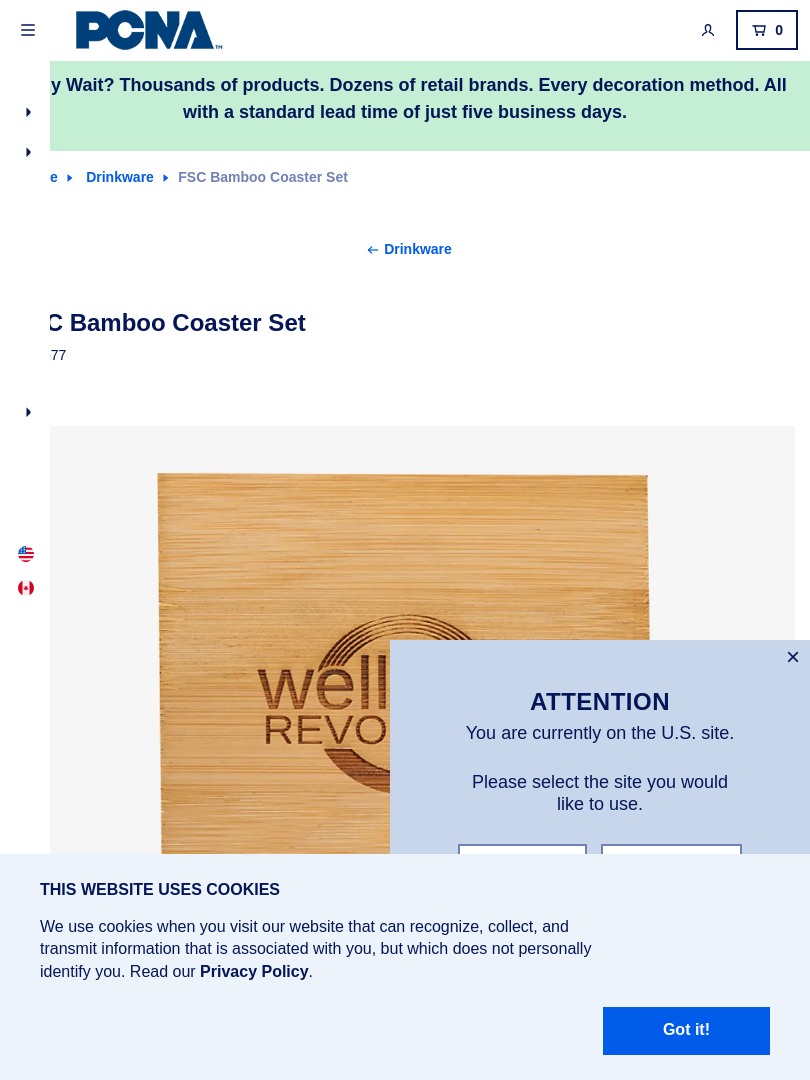 PCNA™
0
Wait? Thousands of products. Dozens of retail brands. Every decoration method. All
with a standard lead time of just five business days.
Drinkware
FSC Bamboo Coaster Set
Drinkware
Bamboo Coaster Set
77
ATTENTION
You are currently on the U.S. site.
Please select the site you would
like to use.
THIS WEBSITE USES COOKIES
We use cookies when you visit our website that can recognize, collect, and
transmit information that is associated with you, but which does not personally
identify you. Read our Privacy Policy.
Got it!